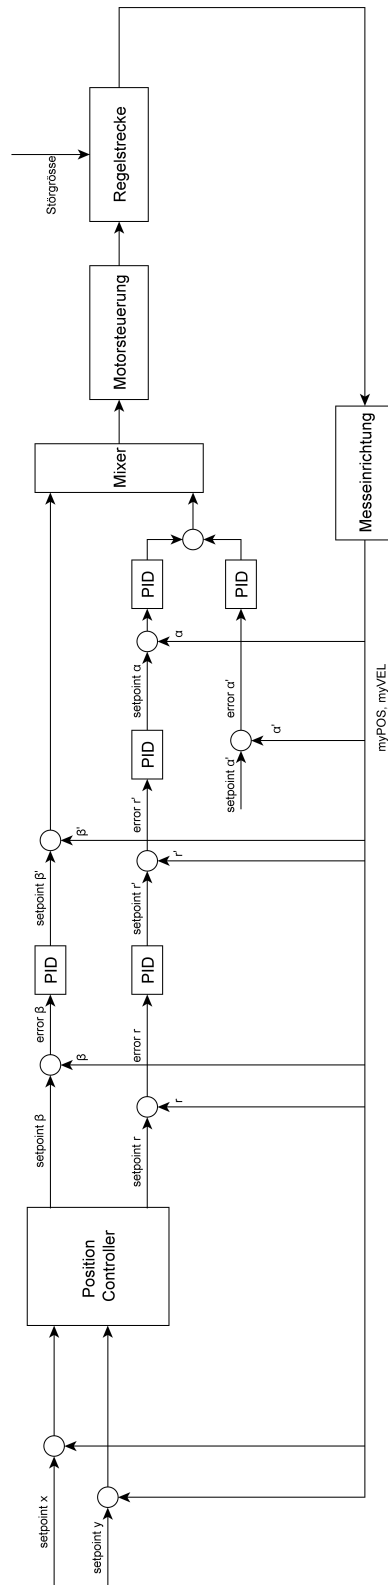 setpoint x
setpoint y
Position
Controller
setpoint β
β
error β
PID
setpoint β'
β'
setpoint r
r
error r
PID
setpoint r'
r'
error r'
PID
setpoint α
α
PID
setpoint α'
α'
error α'
PID
Mixer
Motorsteuerung
Regelstrecke
Störgrösse
Messeinrichtung
myPOS, myVEL